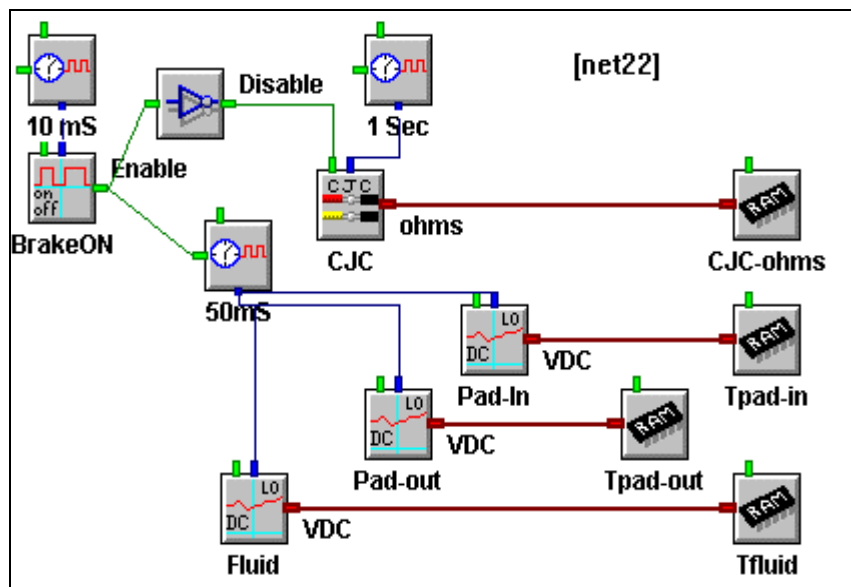 [net22]
Disable
10 mS
1 Sec
Enable
on
off
CJC
BrakeON
ohms
RAM
CJC
CJC-ohms
50mS
LO
DC
VDC
RAM
Pad-In
Tpad-in
LO
DC
VDC
RAM
Pad-out
Tpad-out
LO
DC
VDC
RAM
Fluid
Tfluid